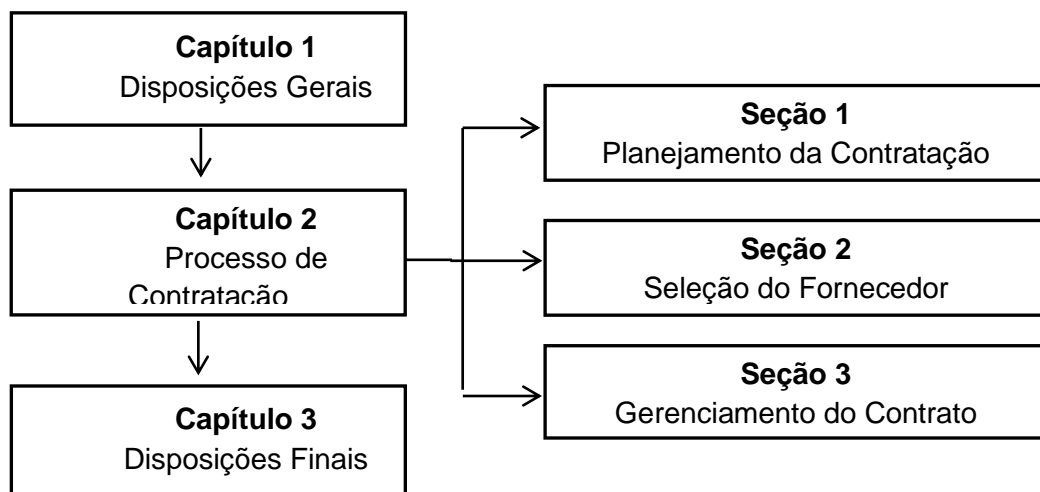 Capítulo 1
Disposições Gerais
Capítulo 2
Processo de
Contratação
Capítulo 3
Disposições Finais
Seção 1
Planejamento da Contratação
Seção 2
Seleção do Fornecedor
Seção 3
Gerenciamento do Contrato